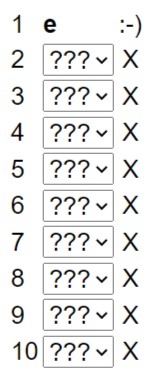 1 e :-)
2 ??? X
3 ??? X
4 ??? X
5 ??? X
6 ??? X
7 ??? X
8 ??? X
9 ??? X
10 ??? X